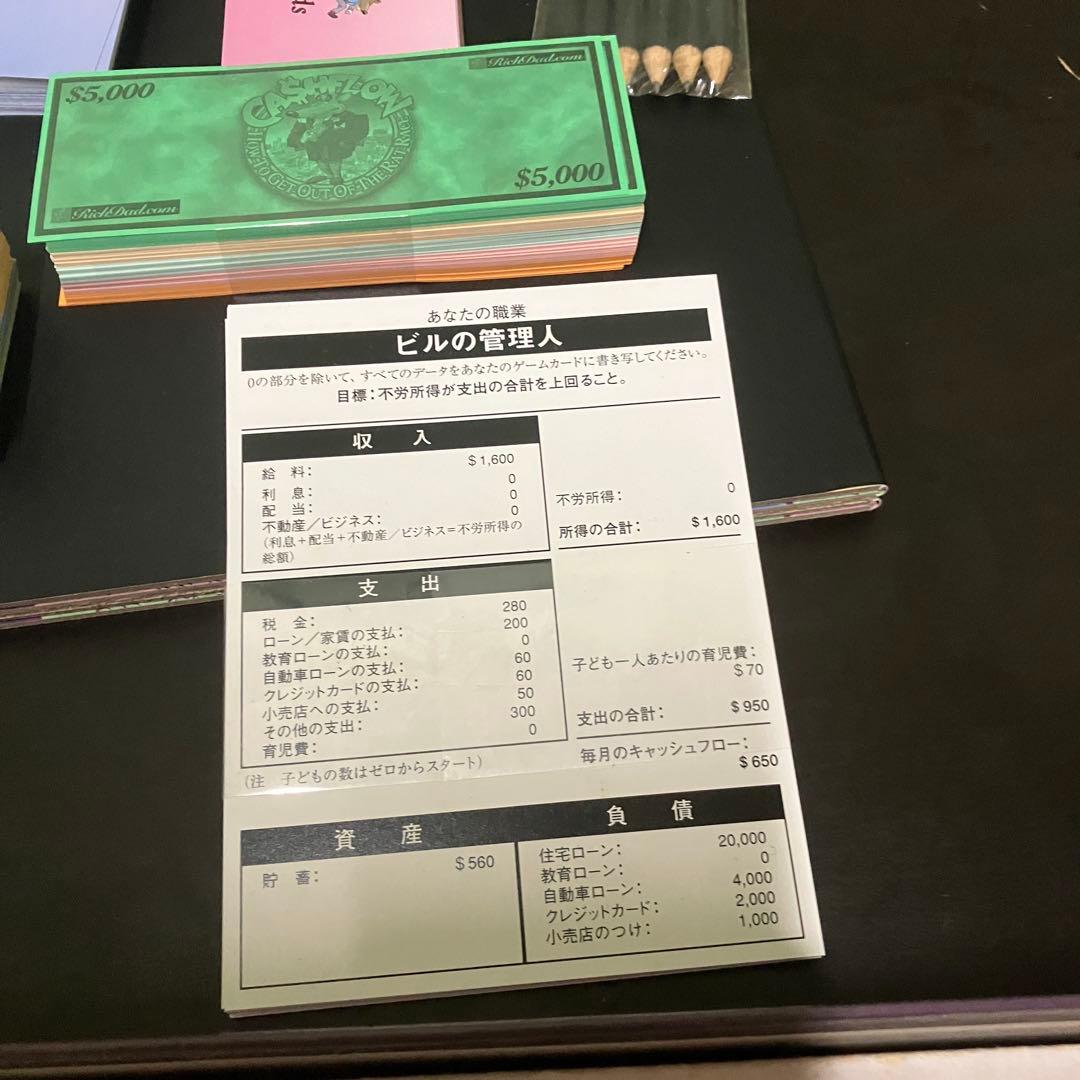 $5,000
RichDad.com
CASHFLOW
HOW TO GET OUT OF THE RAT RACE
$5,000
RichDad.com
あなたの職業
ビルの管理人
0の部分を除いて、すべてのデータをあなたのゲームカードに書き写してください。
目標:不労所得が支出の合計を上回ること。
収 入
給 料: $1,600
利 息: 0
配 当: 0
不動産/ビジネス: 0
(利息+配当+不動産/ビジネス=不労所得の
総額)
不労所得: 0
所得の合計: $1,600
支 出
税 金: 280
ローン/家賃の支払: 200
教育ローンの支払: 0
自動車ローンの支払: 60
クレジットカードの支払: 60
小売店への支払: 50
その他の支出: 300
育児費: 0
(注 子どもの数はゼロからスタート)
子ども一人あたりの育児費:
$70
支出の合計: $950
毎月のキャッシュフロー:
$650
資 産
貯 蓄: $560
負 債
住宅ローン: 20,000
教育ローン: 0
自動車ローン: 4,000
クレジットカード: 2,000
小売店のつけ: 1,000